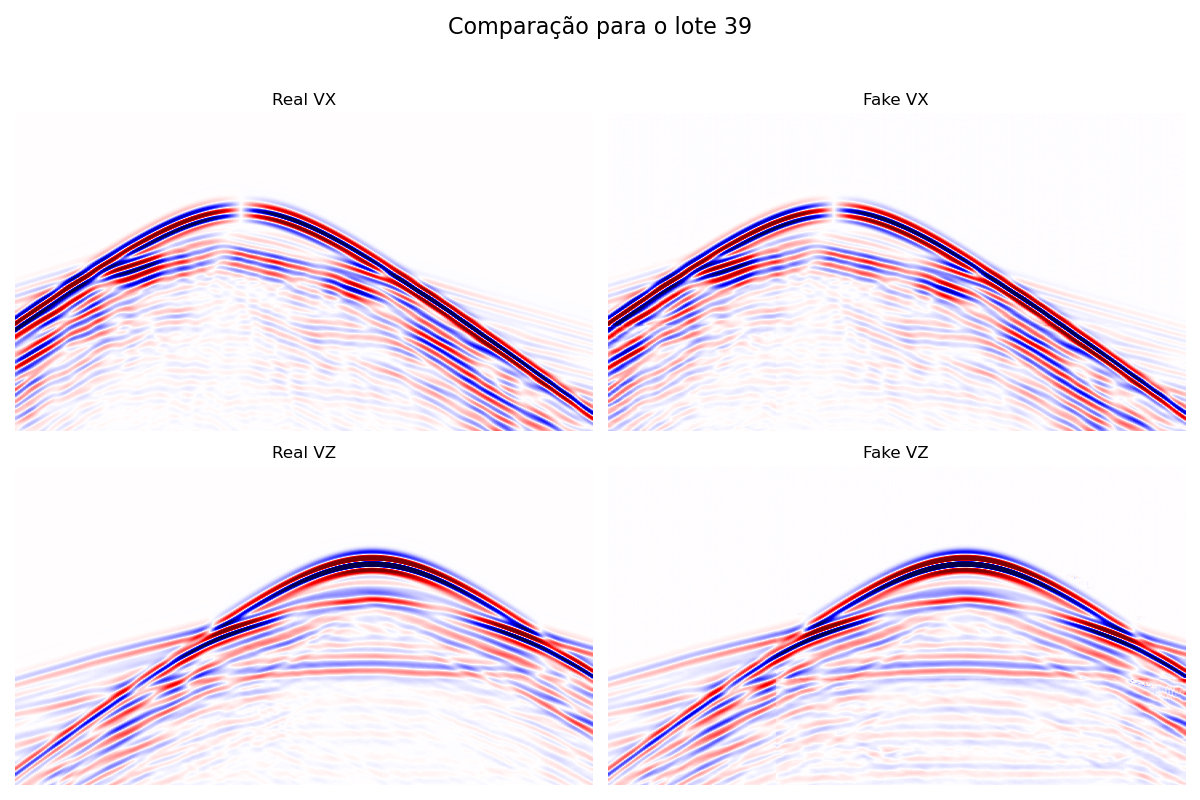 Comparação para o lote 39
Real VX
Fake VX
Real VZ
Fake VZ